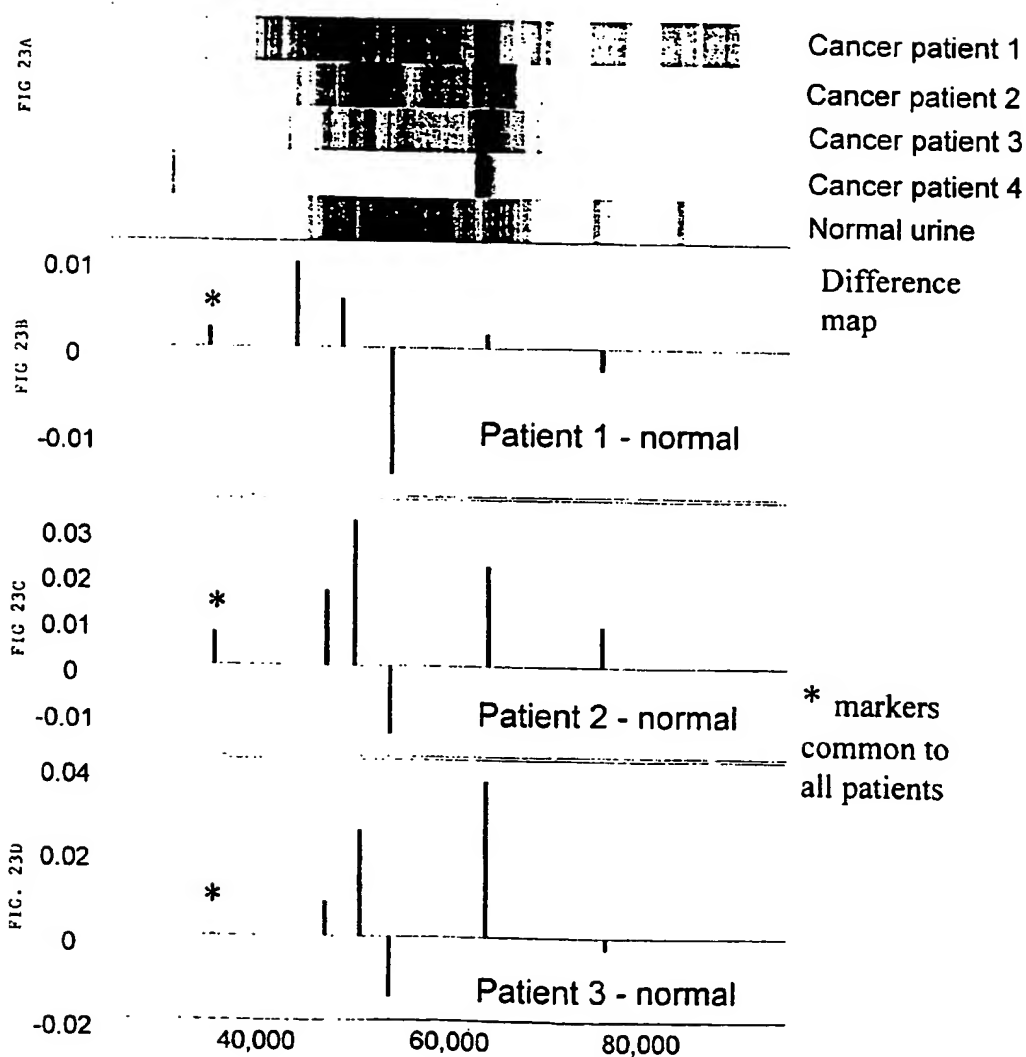 FIG 23A
Cancer patient 1
Cancer patient 2
Cancer patient 3
Cancer patient 4
Normal urine
Difference
map
FIG 23B
0.01
0
-0.01
*
Patient 1 - normal
FIG 23C
0.03
0.02
0.01
0
-0.01
*
Patient 2 - normal
* markers
common to
all patients
FIG. 23D
0.04
0.02
0
-0.02
*
Patient 3 - normal
40,000 60,000 80,000